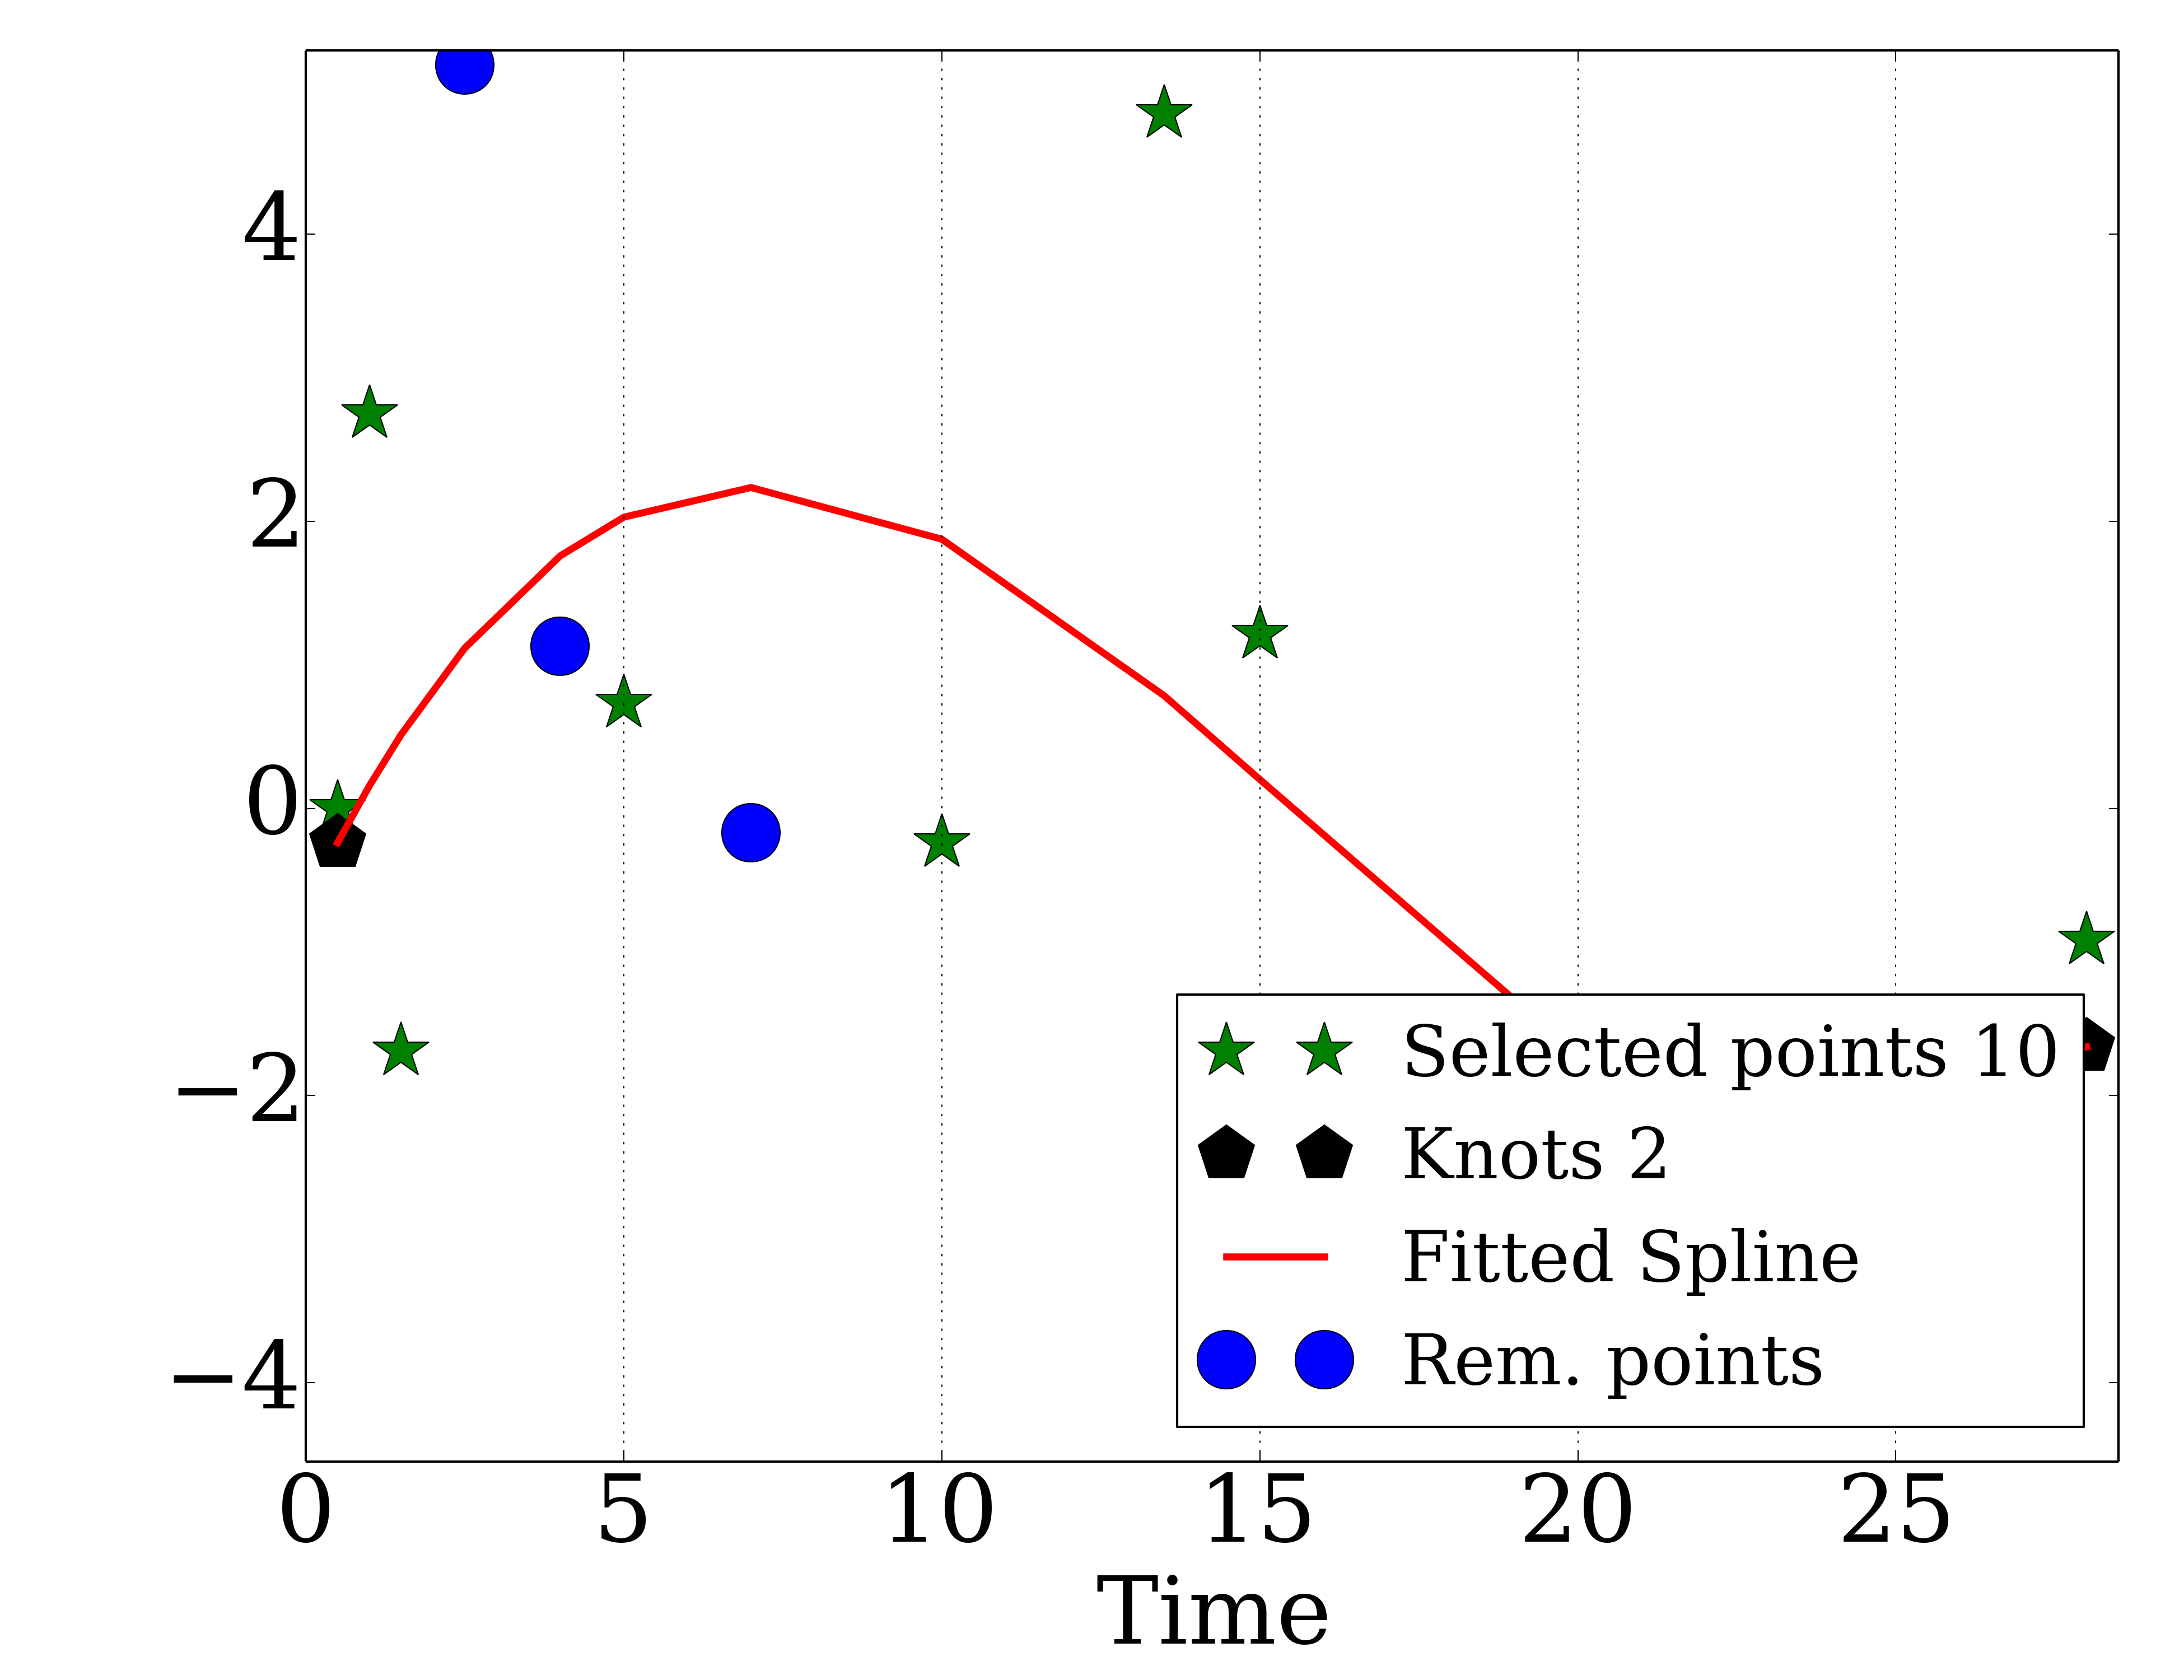 4
2
0
−2
−4
0 5 10 15 20 25
Time
Selected points 10
Knots 2
Fitted Spline
Rem. points